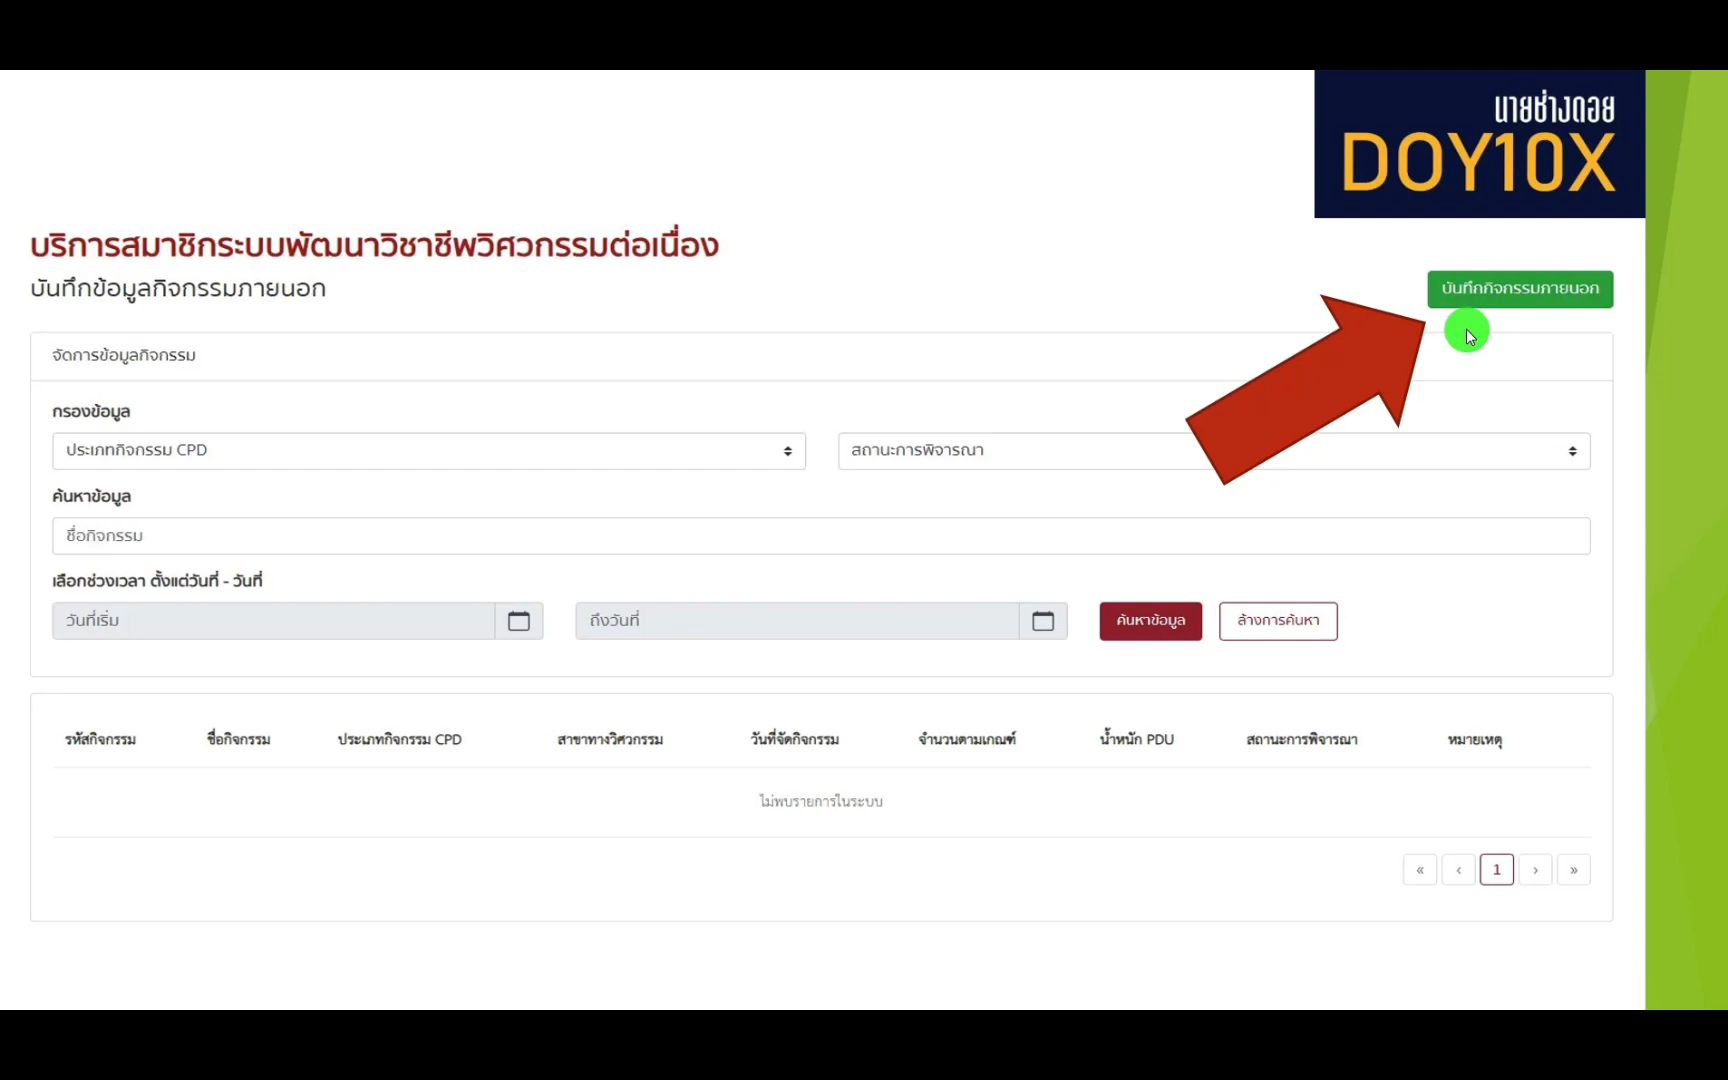 นายช่างดอย
DOY10X
บริการสมาชิกระบบพัฒนาวิชาชีพวิศวกรรมต่อเนื่อง
บันทึกข้อมูลกิจกรรมภายนอก
บันทึกกิจกรรมภายนอก
จัดการข้อมูลกิจกรรม
กรองข้อมูล
ประเภทกิจกรรม CPD
สถานะการพิจารณา
ค้นหาข้อมูล
ชื่อกิจกรรม
เลือกช่วงเวลา ตั้งแต่วันที่ - วันที่
วันที่เริ่ม
ถึงวันที่
ค้นหาข้อมูล
ล้างการค้นหา
รหัสกิจกรรม ชื่อกิจกรรม ประเภทกิจกรรม CPD สาขาทางวิศวกรรม วันที่จัดกิจกรรม จำนวนตามเกณฑ์ น้ำหนัก PDU สถานะการพิจารณา หมายเหตุ
ไม่พบรายการในระบบ
« ‹ 1 › »